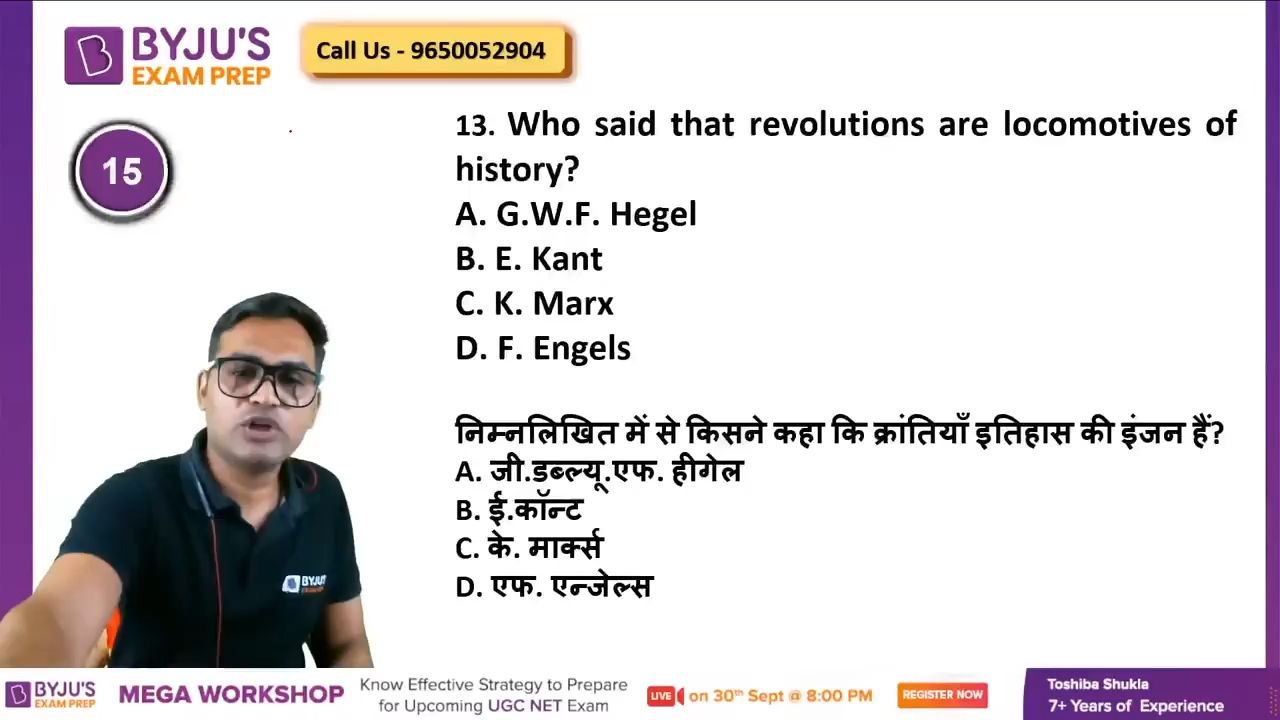 BYJU'S
EXAM PREP
Call Us - 9650052904
15
13. Who said that revolutions are locomotives of
history?
A. G.W.F. Hegel
B. E. Kant
C. K. Marx
D. F. Engels
निम्नलिखित में से किसने कहा कि क्रांतियाँ इतिहास की इंजन हैं?
A. जी.डब्ल्यू.एफ. हीगेल
B. ई.कॉन्ट
C. के. मार्क्स
D. एफ. एन्जेल्स
BYJU'S
BYJU'S
EXAM PREP
MEGA WORKSHOP
Know Effective Strategy to Prepare
for Upcoming UGC NET Exam
LIVE on 30th Sept @ 8:00 PM
REGISTER NOW
Toshiba Shukla
7+ Years of Experience